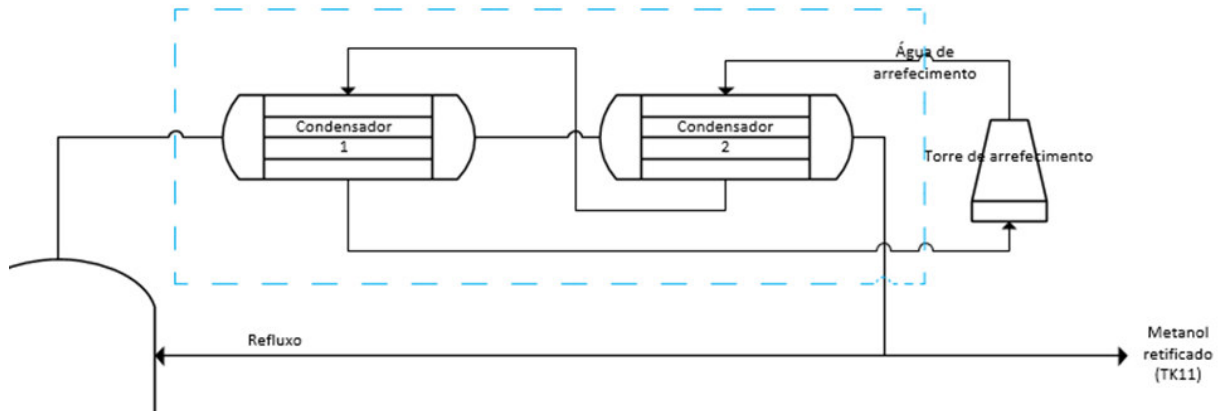 Água de
arrefecimento
Condensador
1
Condensador
2
Torre de arrefecimento
Refluxo
Metanol
retificado
(TK11)